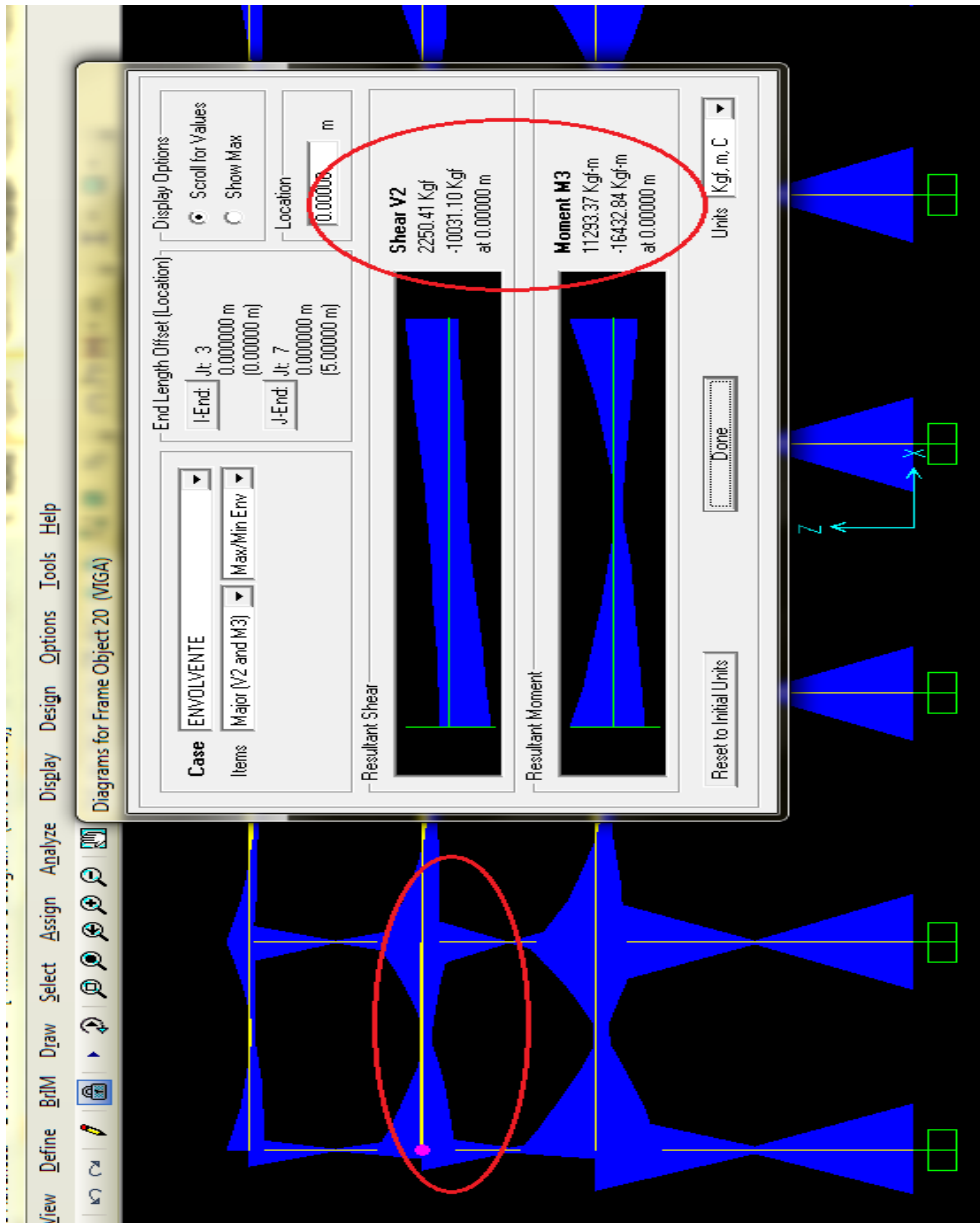 View Define BrIM Draw Select Assign Analyze Display Design Options Tools Help
Diagrams for Frame Object 20 (VIGA)
Case ENVOLVENTE
Items Major (V2 and M3) Max/Min Env
End Length Offset (Location)
I-End: Jt: 3
0.000000 m
(0.00000 m)
J-End: Jt: 7
0.000000 m
(5.00000 m)
Display Options
Scroll for Values
Show Max
Location
0.00000 m
Resultant Shear
Shear V2
2250.41 Kgf
-10031.10 Kgf
at 0.00000 m
Resultant Moment
Moment M3
11293.37 Kgf-m
-16432.84 Kgf-m
at 0.00000 m
Reset to Initial Units
Done
Units Kgf, m, C
Z
X